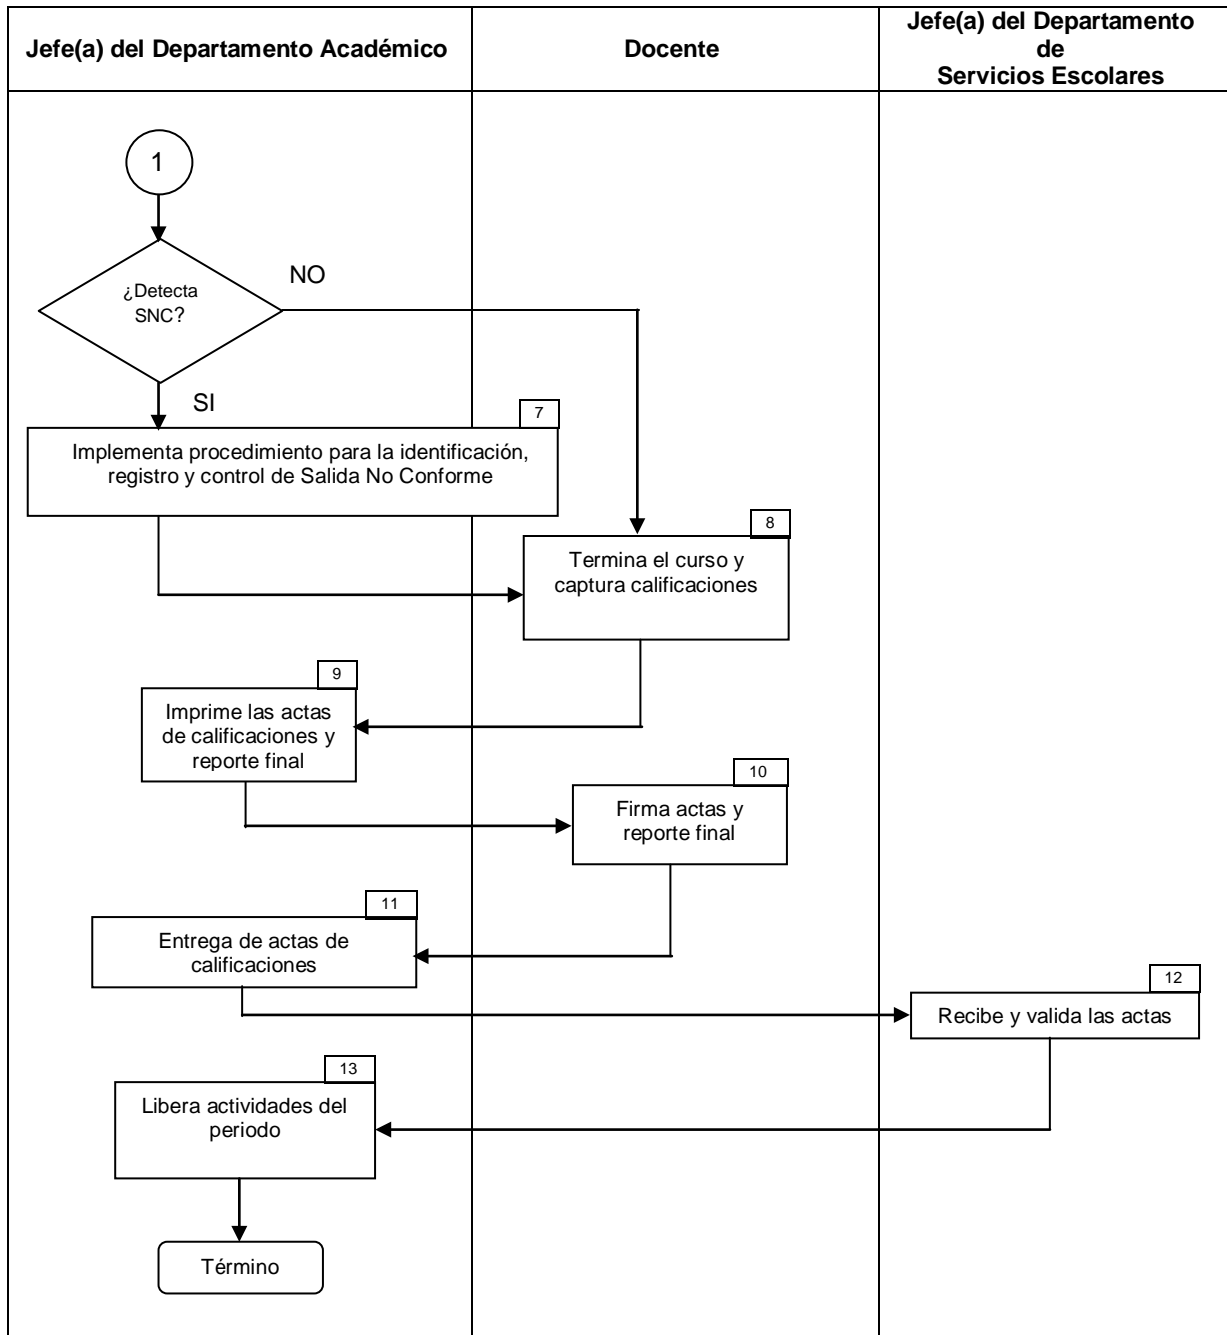 Jefe(a) del Departamento Académico
Docente
Jefe(a) del Departamento
de
Servicios Escolares
1
¿Detecta
SNC?
NO
SI
7
Implementa procedimiento para la identificación,
registro y control de Salida No Conforme
8
Termina el curso y
captura calificaciones
9
Imprime las actas
de calificaciones y
reporte final
10
Firma actas y
reporte final
11
Entrega de actas de
calificaciones
12
Recibe y valida las actas
13
Libera actividades del
periodo
Término